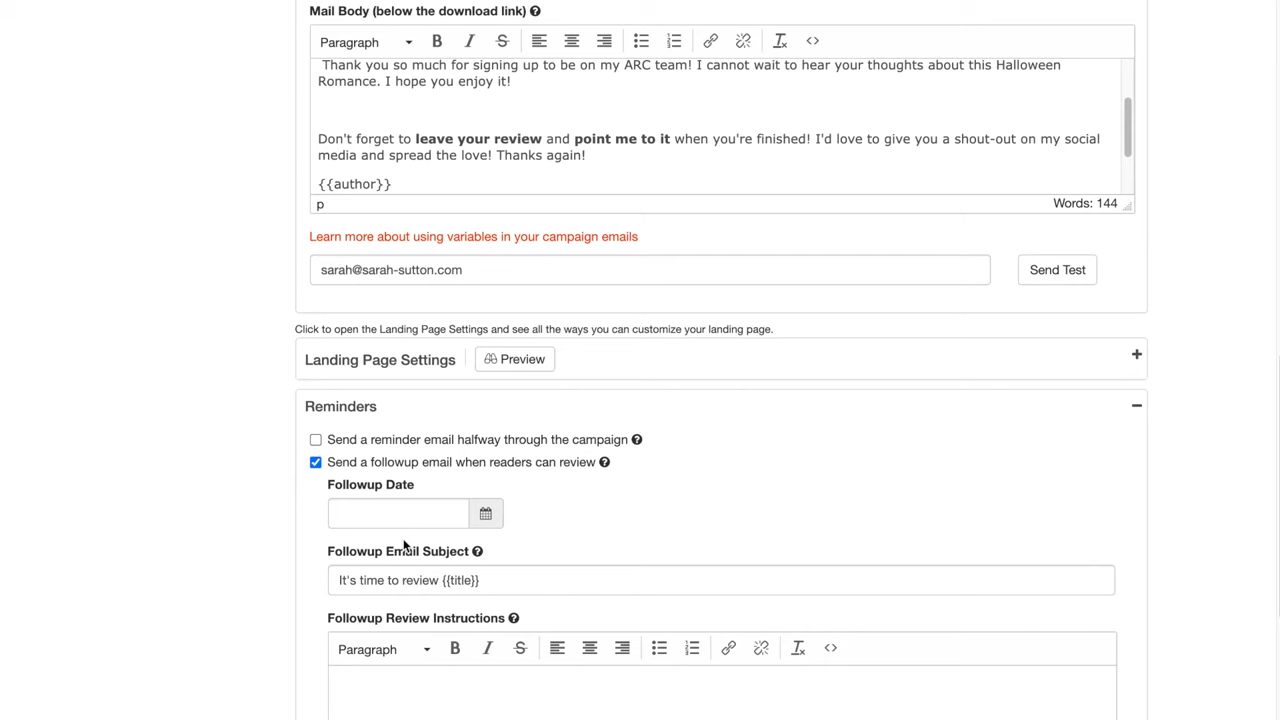 Mail Body (below the download link)
Paragraph
Thank you so much for signing up to be on my ARC team! I cannot wait to hear your thoughts about this Halloween
Romance. I hope you enjoy it!
Don't forget to leave your review and point me to it when you're finished! I'd love to give you a shout-out on my social
media and spread the love! Thanks again!
{{author}}
p
Words: 144
Learn more about using variables in your campaign emails
sarah@sarah-sutton.com
Send Test
Click to open the Landing Page Settings and see all the ways you can customize your landing page.
Landing Page Settings
Preview
Reminders
Send a reminder email halfway through the campaign
Send a followup email when readers can review
Followup Date
Followup Email Subject
It's time to review {{title}}
Followup Review Instructions
Paragraph